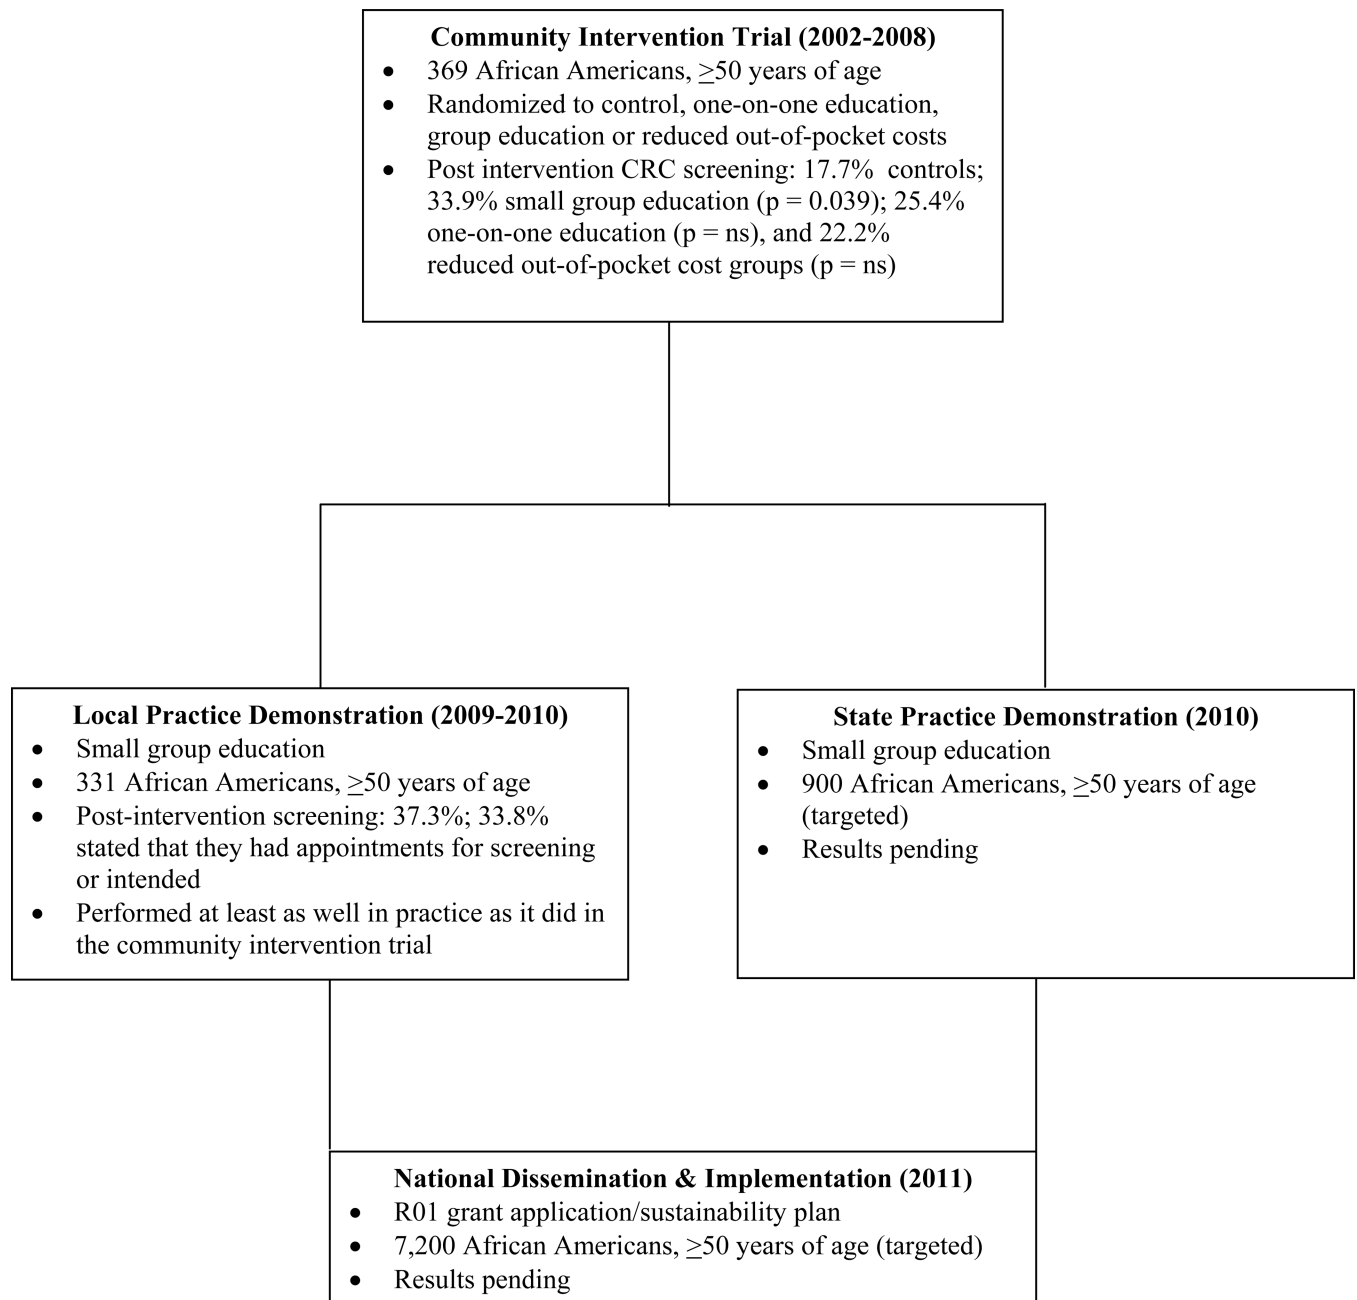 Community Intervention Trial (2002-2008)
• 369 African Americans, ≥50 years of age
• Randomized to control, one-on-one education,
group education or reduced out-of-pocket costs
• Post intervention CRC screening: 17.7% controls;
33.9% small group education (p = 0.039); 25.4%
one-on-one education (p = ns), and 22.2%
reduced out-of-pocket cost groups (p = ns)
Local Practice Demonstration (2009-2010)
• Small group education
• 331 African Americans, ≥50 years of age
• Post-intervention screening: 37.3%; 33.8%
stated that they had appointments for screening
or intended
• Performed at least as well in practice as it did in
the community intervention trial
State Practice Demonstration (2010)
• Small group education
• 900 African Americans, ≥50 years of age
(targeted)
• Results pending
National Dissemination & Implementation (2011)
• R01 grant application/sustainability plan
• 7,200 African Americans, ≥50 years of age (targeted)
• Results pending